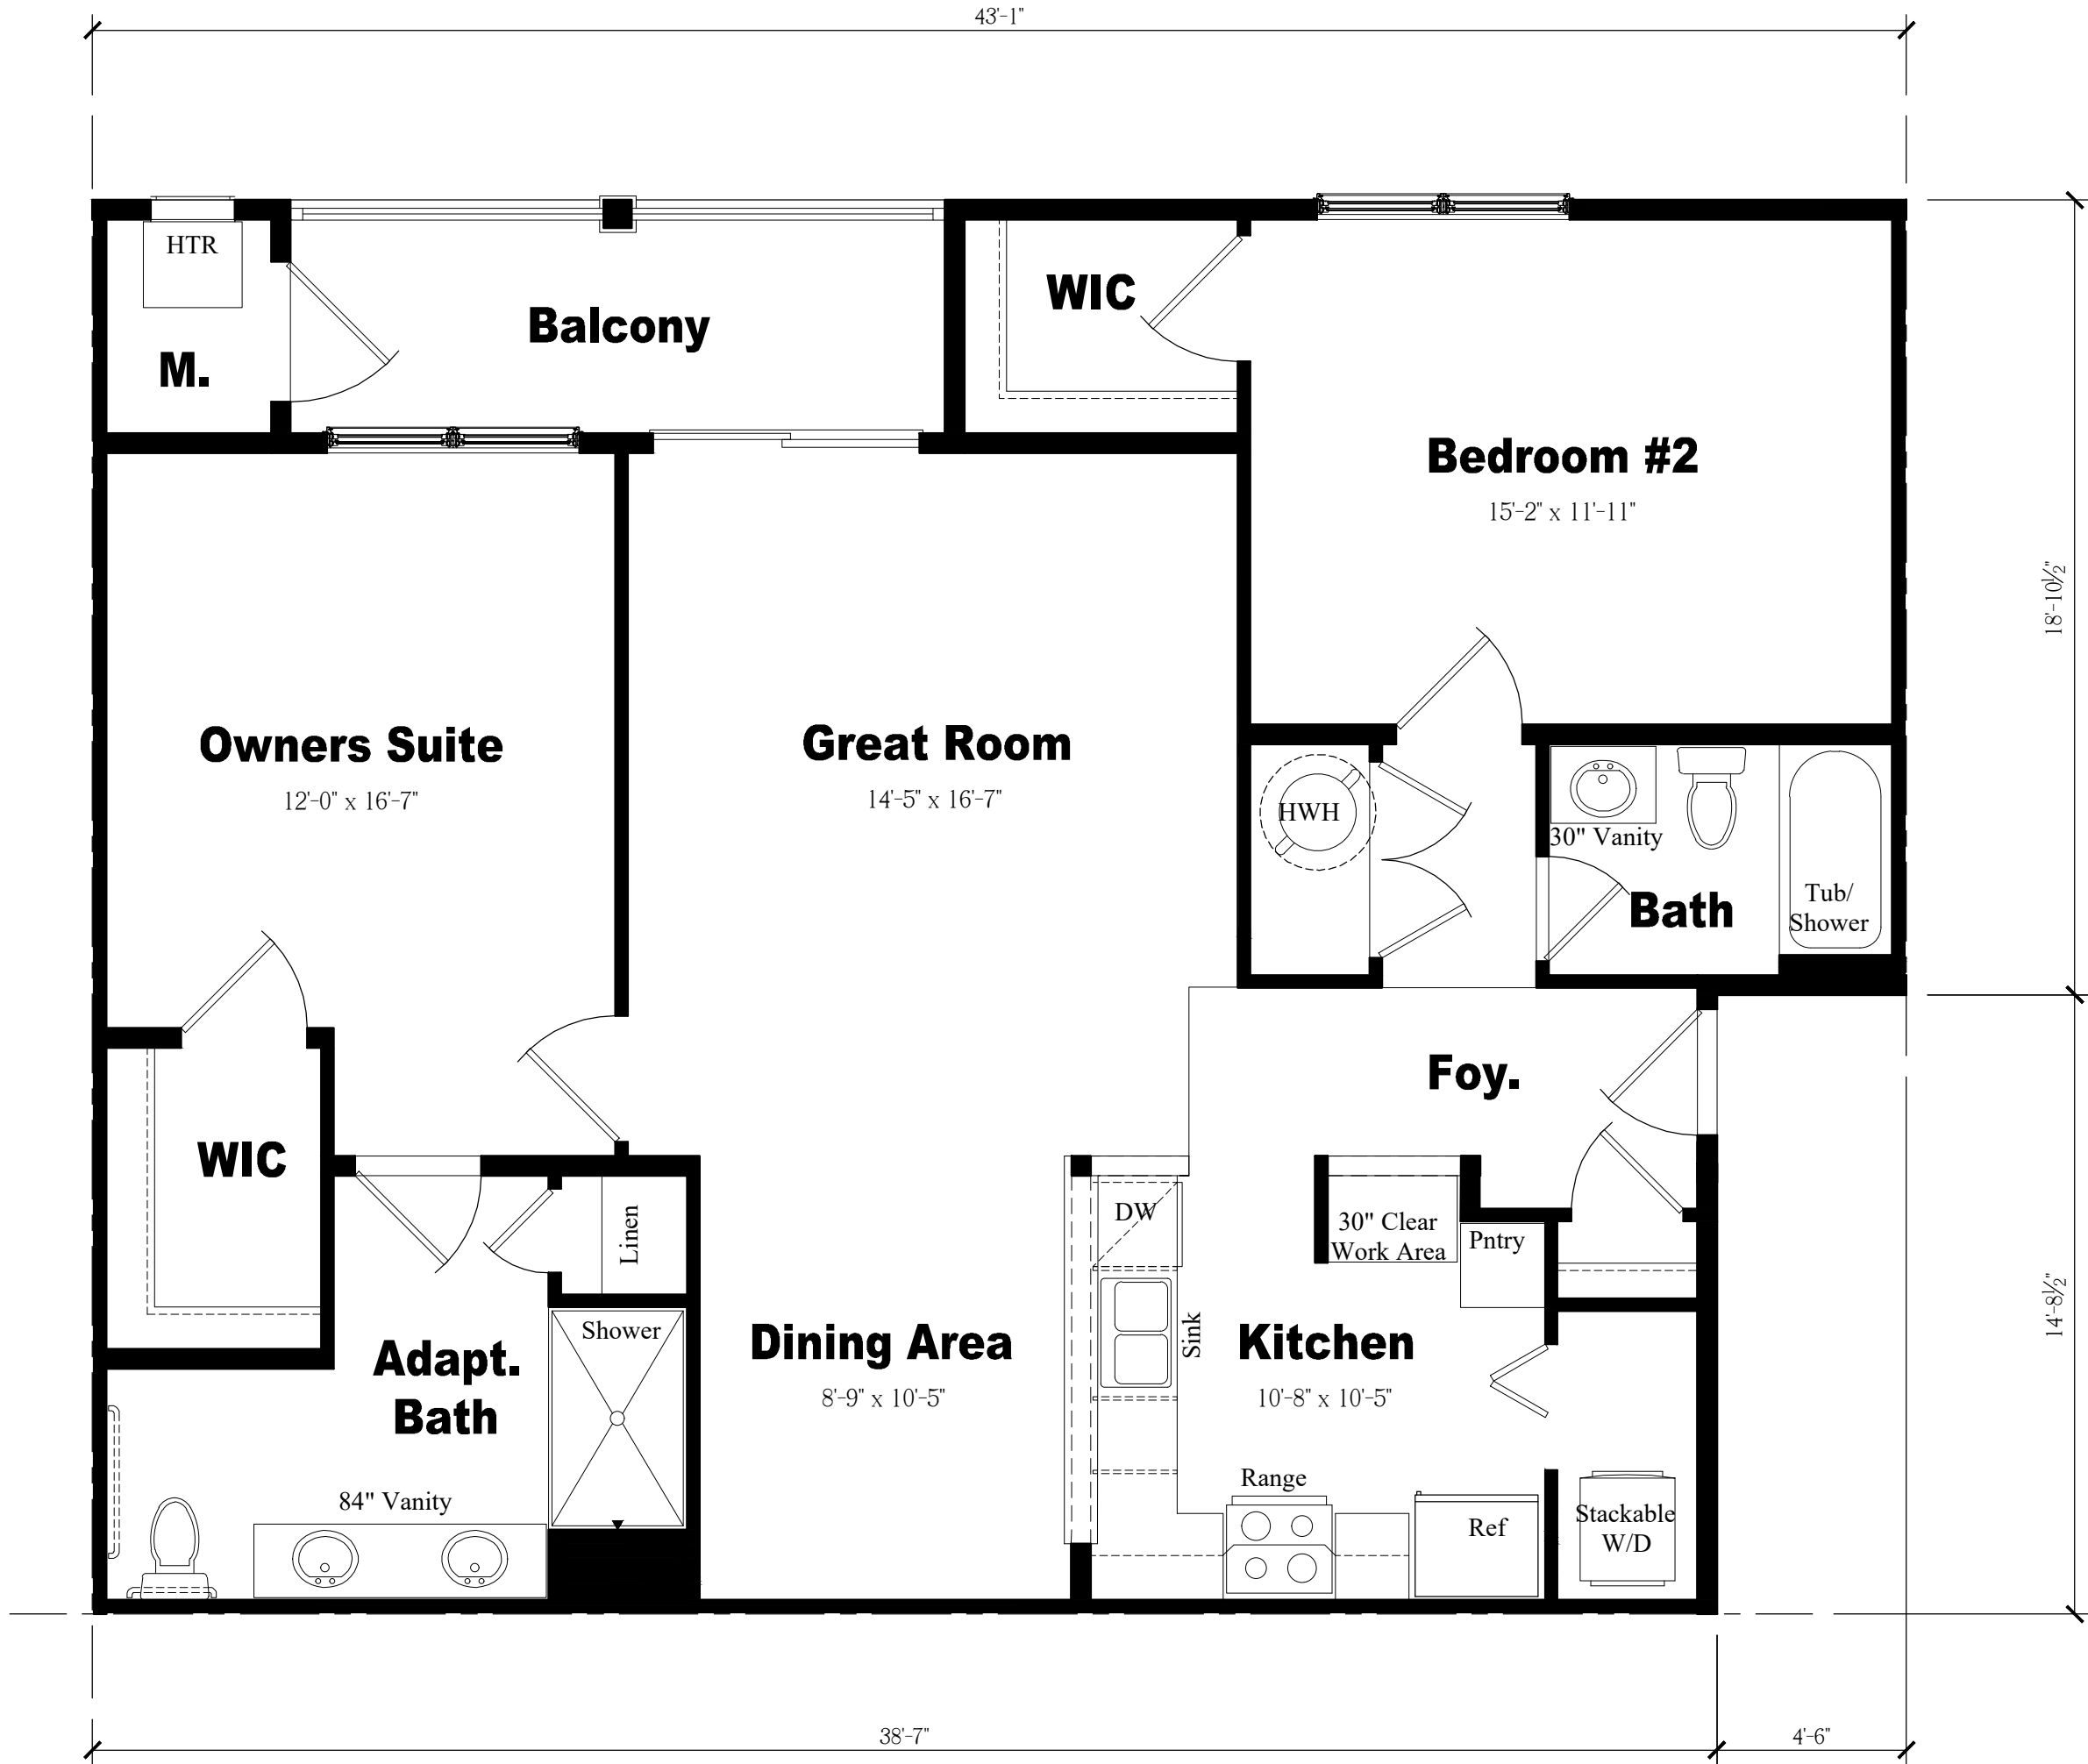 43'-1"
HTR
M.
Balcony
WIC
Bedroom #2
15'-2" x 11'-11"
18'-10½"
Owners Suite
12'-0" x 16'-7"
Great Room
14'-5" x 16'-7"
HWH
30" Vanity
Bath
Tub/
Shower
Foy.
WIC
Linen
DW
30" Clear
Work Area
Pntry
Shower
Sink
Adapt.
Bath
Dining Area
8'-9" x 10'-5"
Kitchen
10'-8" x 10'-5"
14'-8½"
84" Vanity
Range
Ref
Stackable
W/D
38'-7"
4'-6"